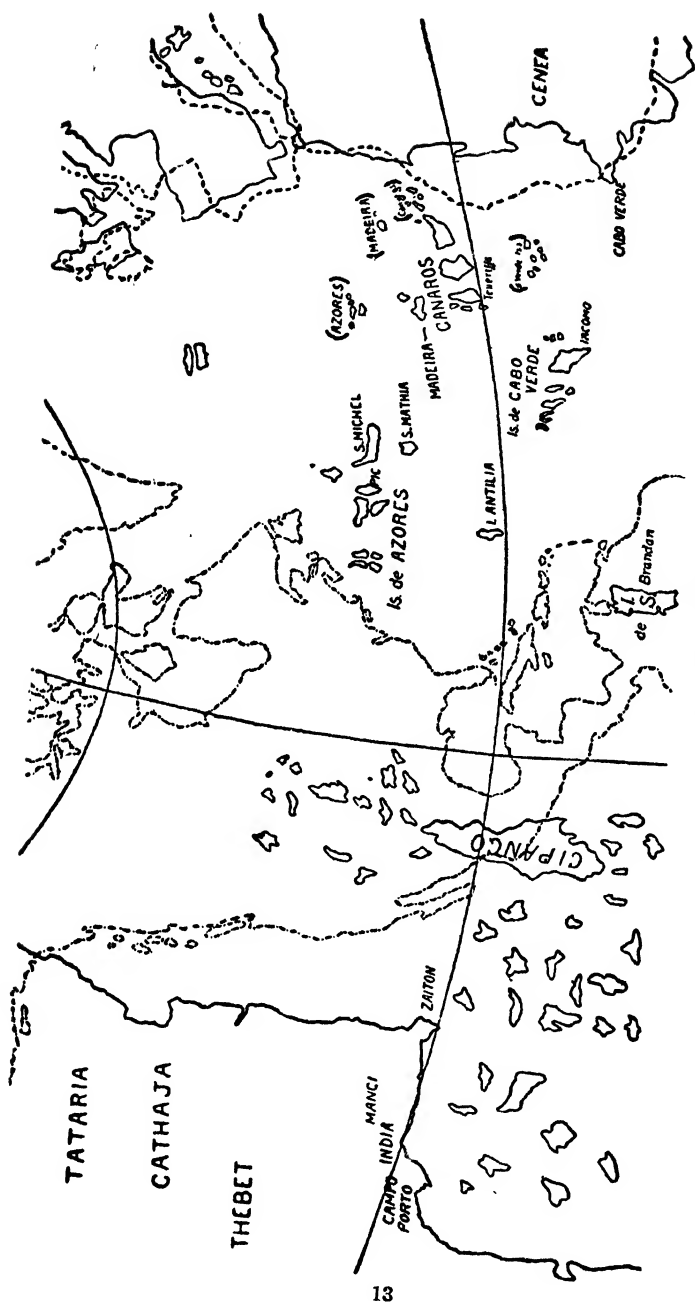 TATARIA
CATHAJA
THEBET
MANCI
INDIA
CAMPO
PORTO
ZAITON
CIPANGO
Is. de AZORES
PIC
S.MICHEL
S.MATHIA
I. ANTILIA
de
I.
S.
Brandan
(AZORES)
(MADEIRA)
MADEIRA—
CANAROS
Teneriffa
Is. de CABO
VERDE
IACOMO
CENEA
CABO VERDE
13